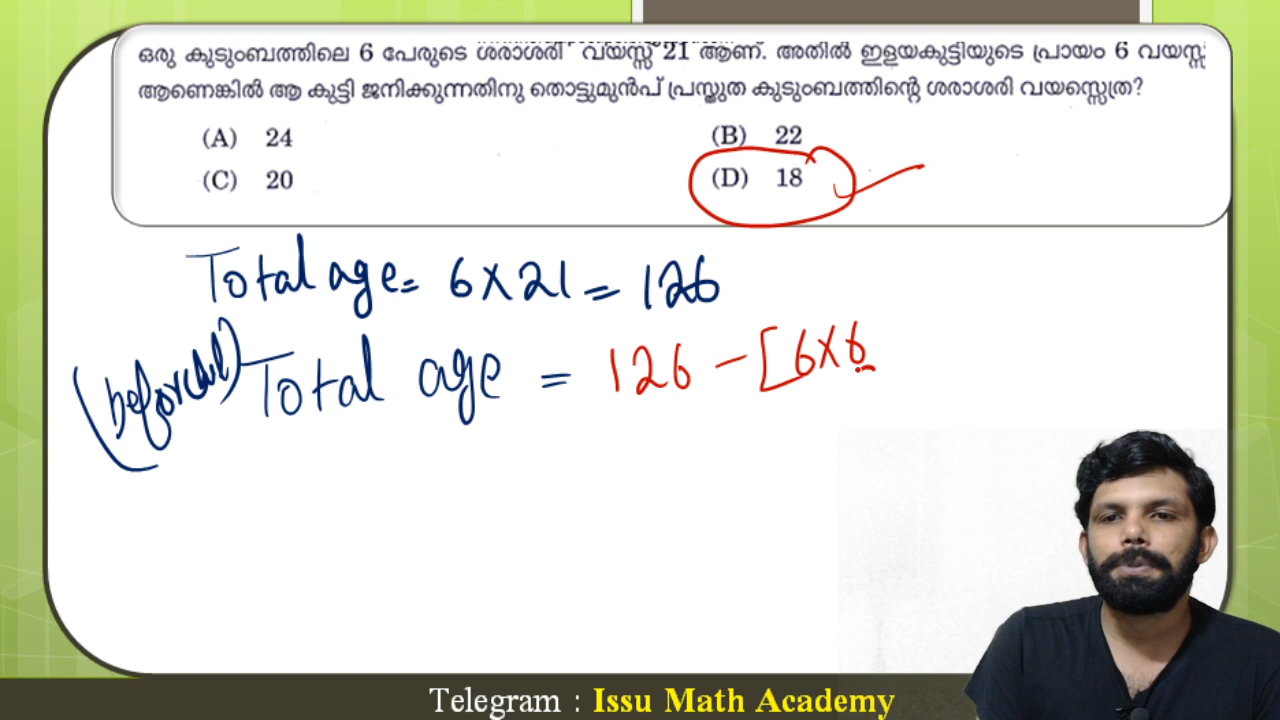 ഒരു കുടുംബത്തിലെ 6 പേരുടെ ശരാശരി വയസ്സ് 21 ആണ്. അതിൽ ഇളയകുട്ടിയുടെ പ്രായം 6 വയസ്സ്
ആണെങ്കിൽ ആ കുട്ടി ജനിക്കുന്നതിനു തൊട്ടുമുൻപ് പ്രസ്തുത കുടുംബത്തിന്റെ ശരാശരി വയസ്സെത്ര?
(A) 24 (B) 22
(C) 20 (D) 18
Total age = 6 X 21 = 126
Total age = 126 - [6X6
Telegram : Issu Math Academy